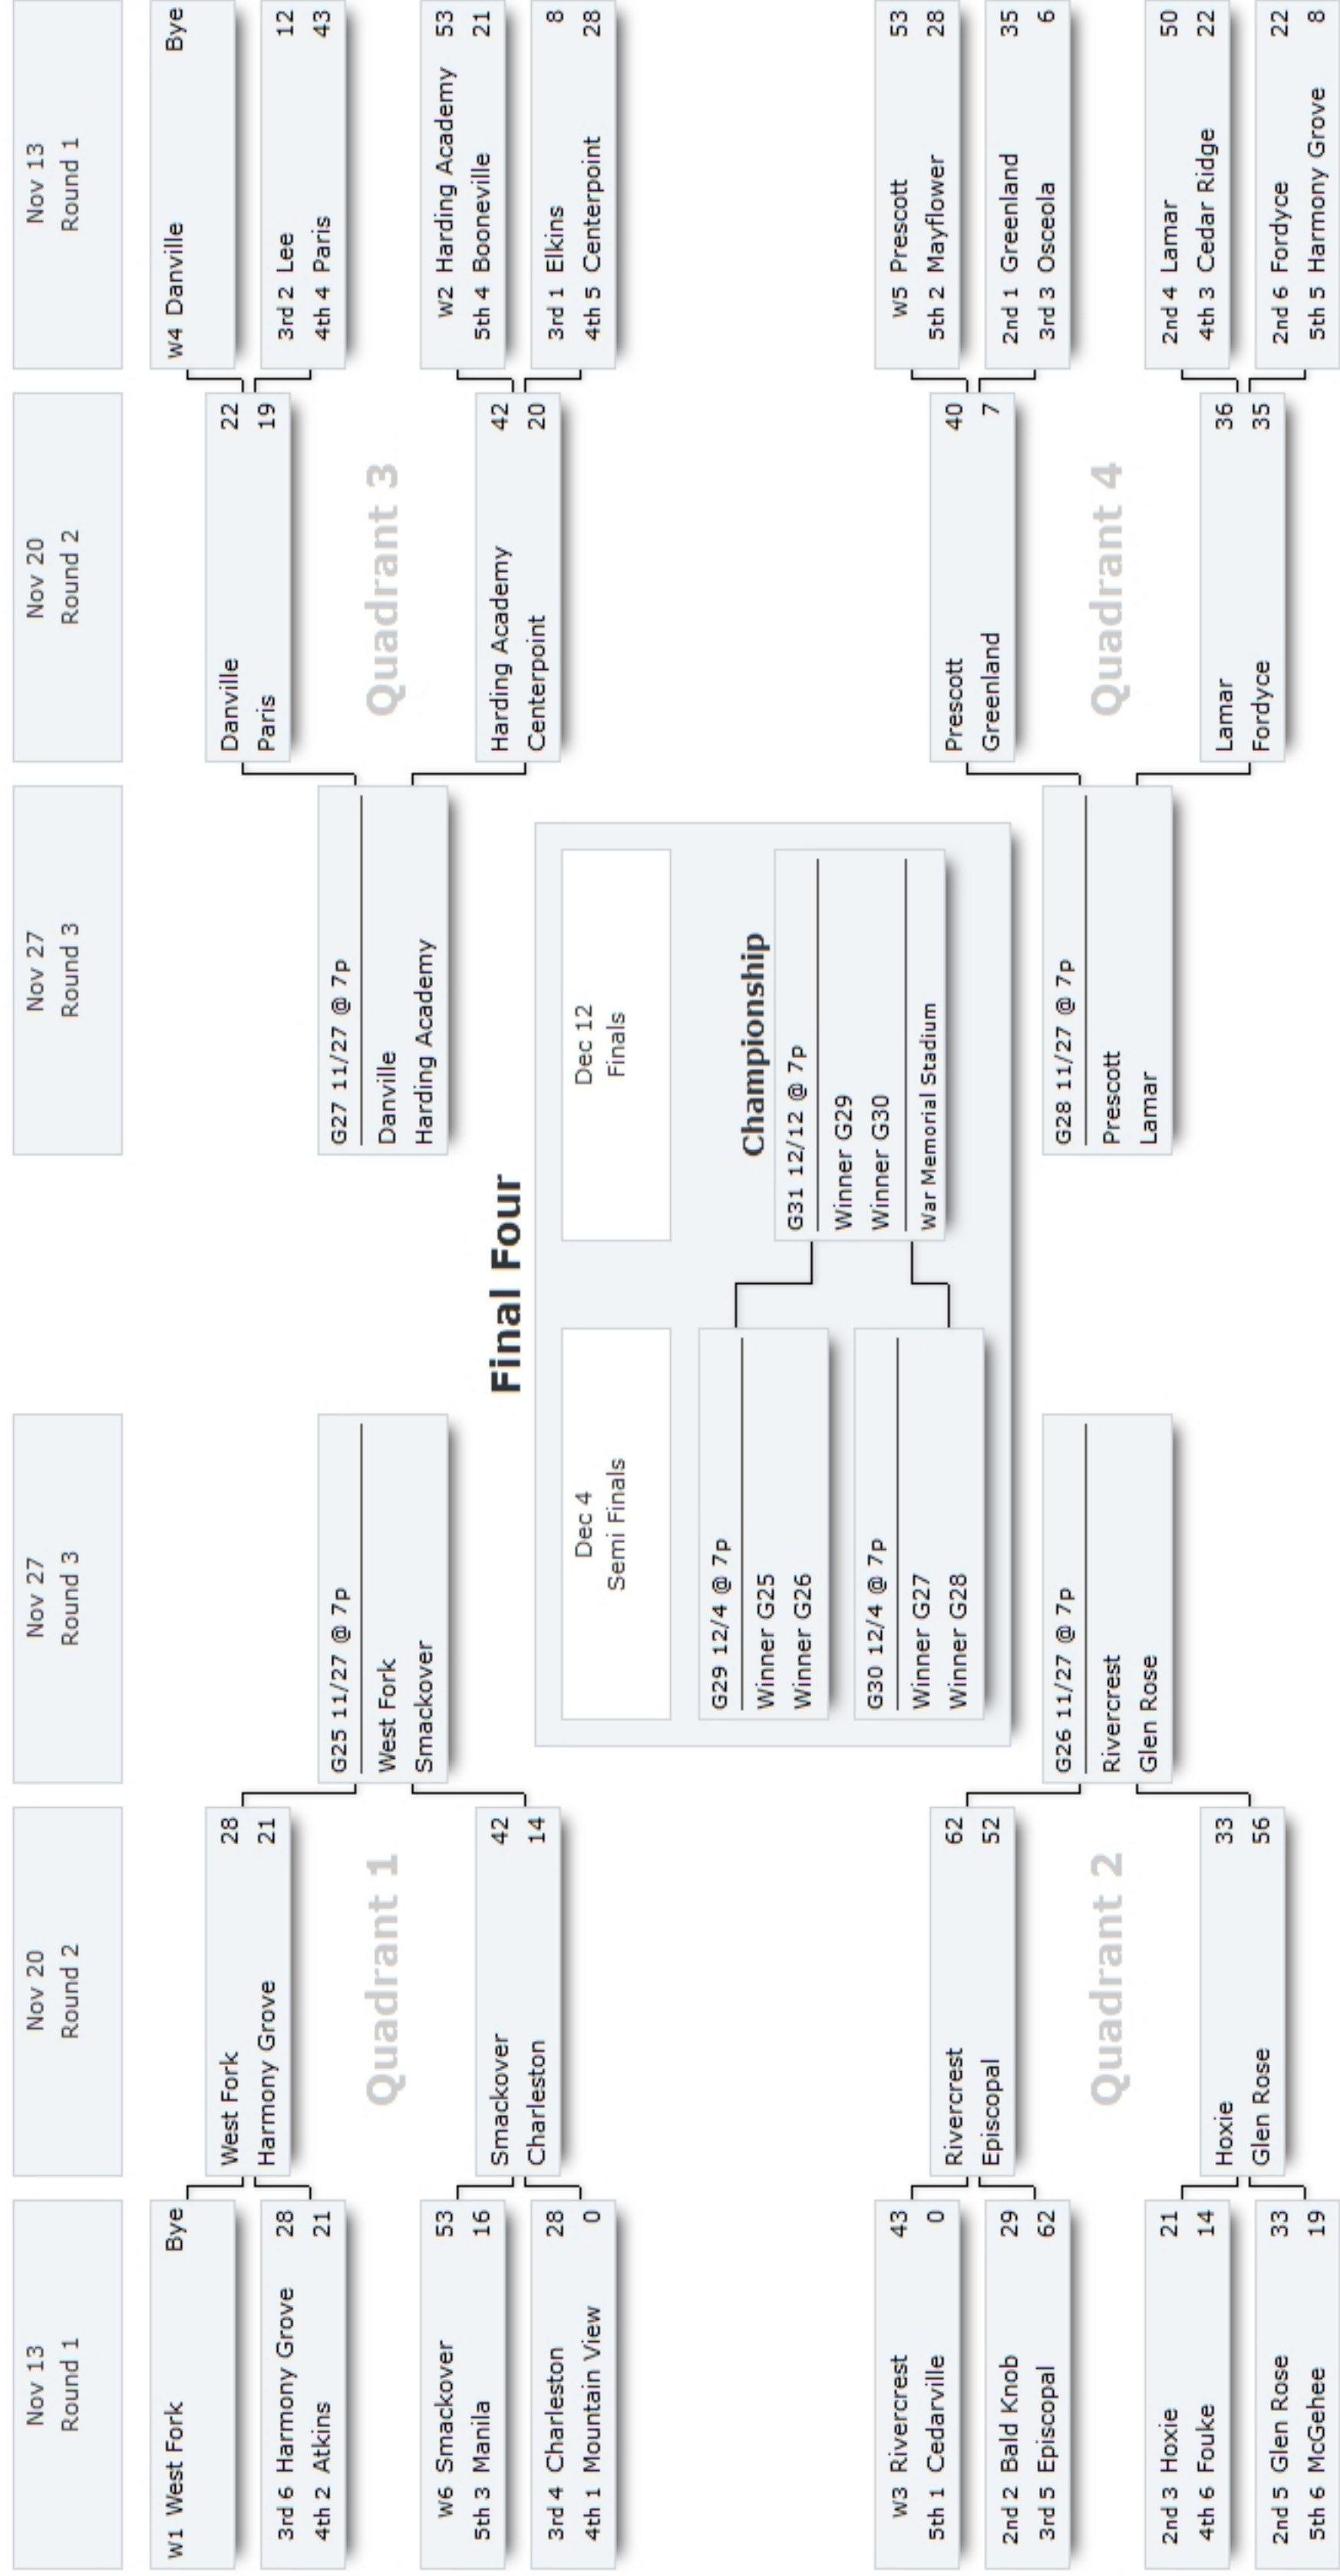 Nov 13
Round 1
Nov 20
Round 2
Nov 27
Round 3
Nov 27
Round 3
Nov 20
Round 2
Nov 13
Round 1
W1 West Fork Bye
3rd 6 Harmony Grove 28
4th 2 Atkins 21
West Fork 28
Harmony Grove 21
Quadrant 1
W6 Smackover 53
5th 3 Manila 16
3rd 4 Charleston 28
4th 1 Mountain View 0
Smackover 42
Charleston 14
G25 11/27 @ 7p
West Fork
Smackover
G27 11/27 @ 7p
Danville
Harding Academy
Danville 22
Paris 19
Quadrant 3
Harding Academy 42
Centerpoint 20
W4 Danville Bye
3rd 2 Lee 12
4th 4 Paris 43
W2 Harding Academy 53
5th 4 Booneville 21
3rd 1 Elkins 8
4th 5 Centerpoint 28
Final Four
Dec 4
Semi Finals
Dec 12
Finals
G29 12/4 @ 7p
Winner G25
Winner G26
G30 12/4 @ 7p
Winner G27
Winner G28
Championship
G31 12/12 @ 7p
Winner G29
Winner G30
War Memorial Stadium
W3 Rivercrest 43
5th 1 Cedarville 0
2nd 2 Bald Knob 29
3rd 5 Episcopal 62
Rivercrest 62
Episcopal 52
Quadrant 2
2nd 3 Hoxie 21
4th 6 Fouke 14
2nd 5 Glen Rose 33
5th 6 McGehee 19
Hoxie 33
Glen Rose 56
G26 11/27 @ 7p
Rivercrest
Glen Rose
G28 11/27 @ 7p
Prescott
Lamar
Prescott 40
Greenland 7
Quadrant 4
Lamar 36
Fordyce 35
W5 Prescott 53
5th 2 Mayflower 28
2nd 1 Greenland 35
3rd 3 Osceola 6
2nd 4 Lamar 50
4th 3 Cedar Ridge 22
2nd 6 Fordyce 22
5th 5 Harmony Grove 8